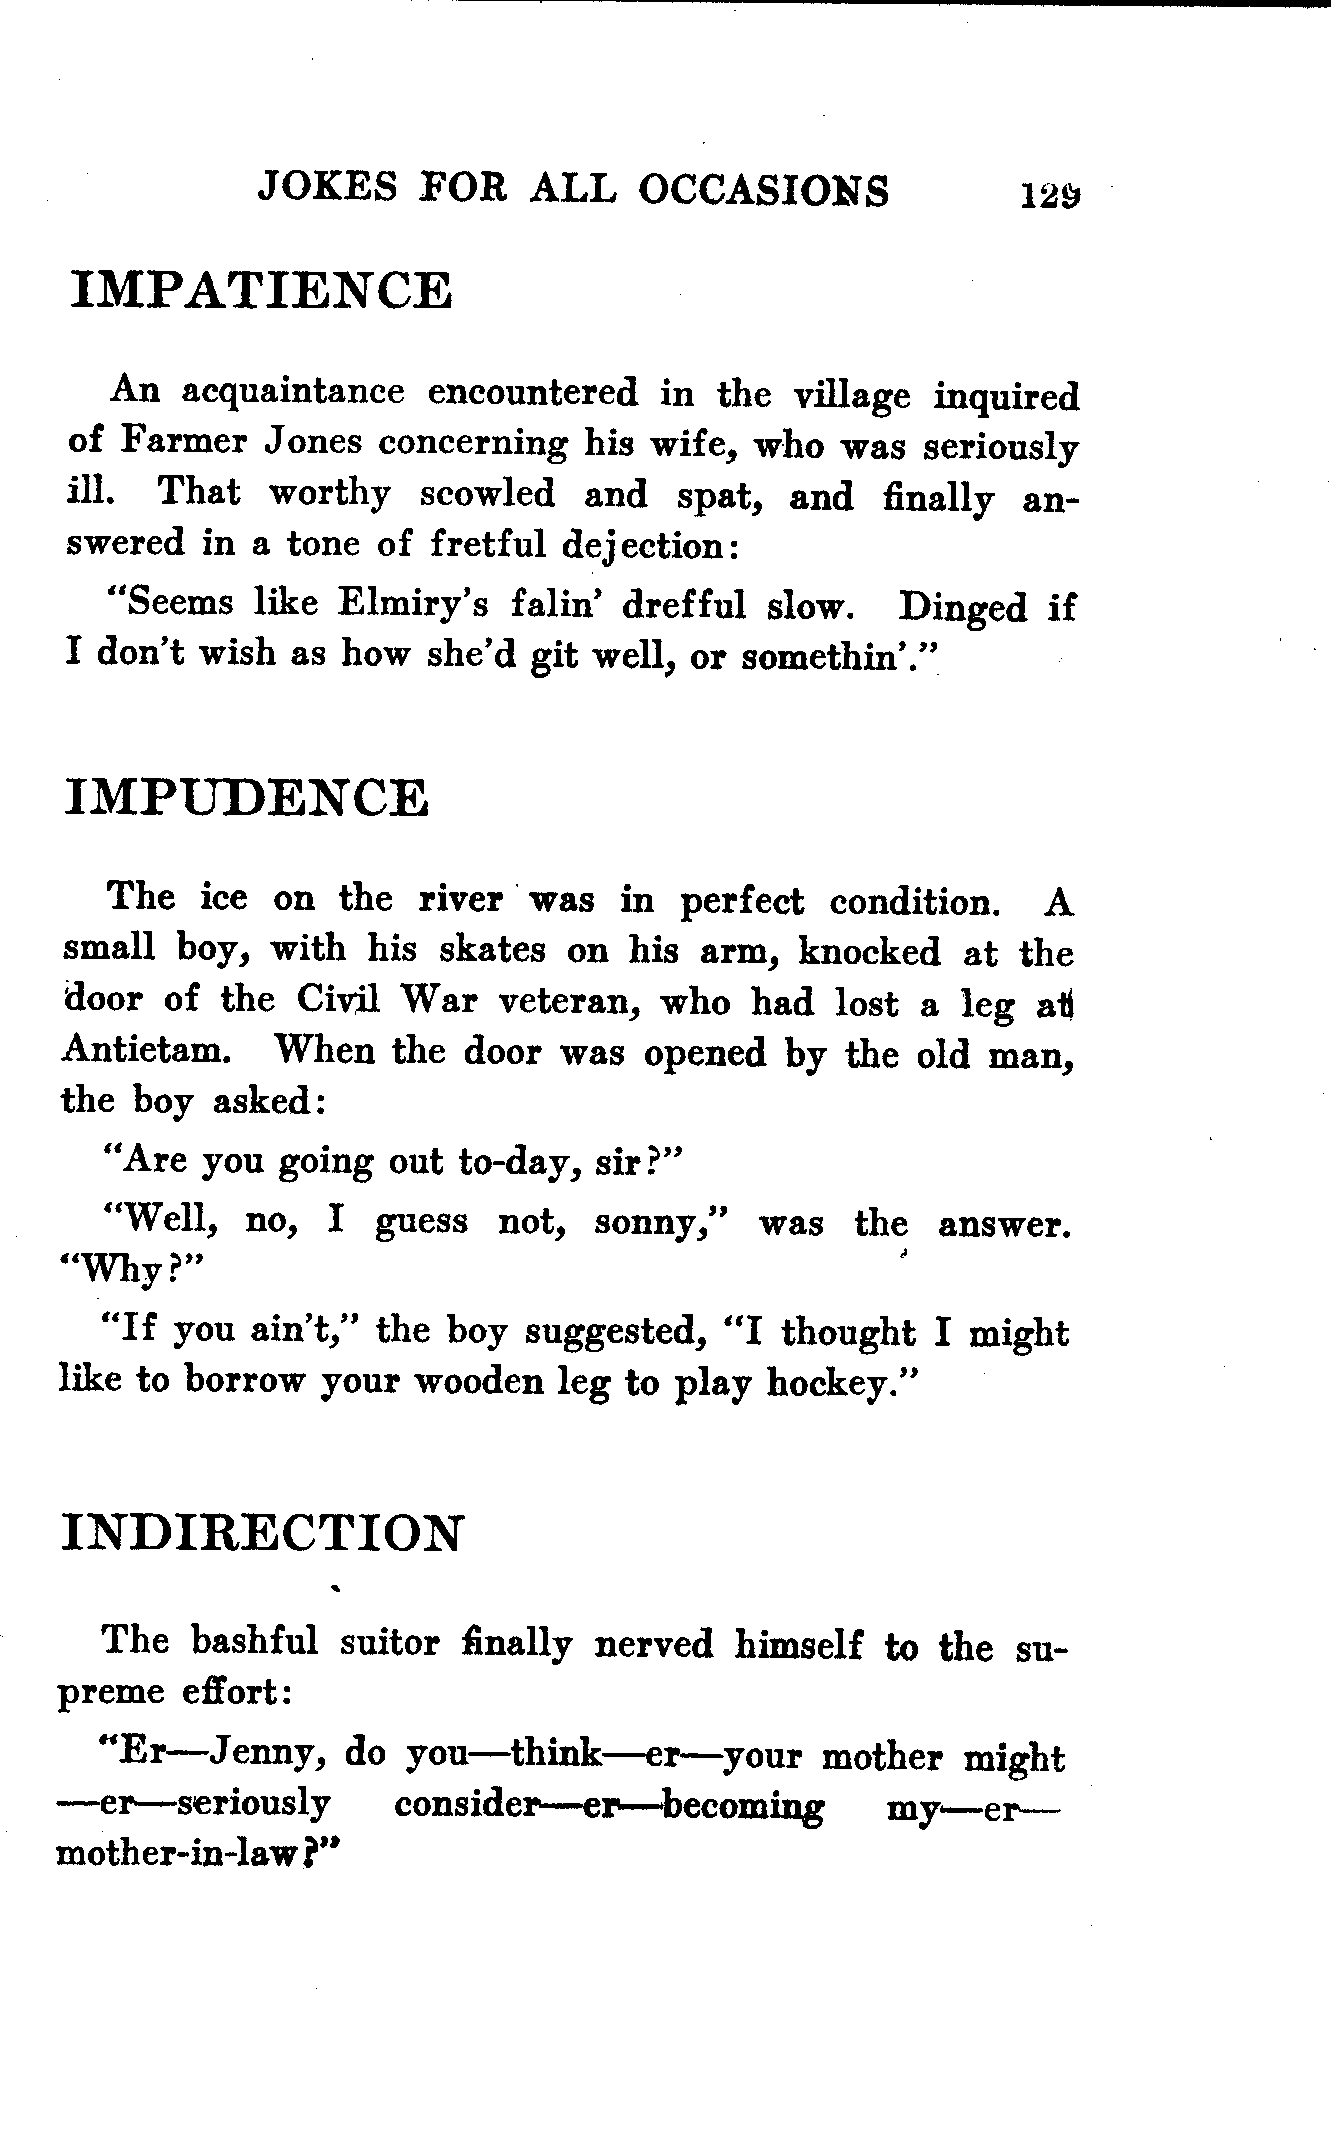 JOKES FOR ALL OCCASIONS 129
IMPATIENCE
An acquaintance encountered in the village inquired
of Farmer Jones concerning his wife, who was seriously
ill. That worthy scowled and spat, and finally an-
swered in a tone of fretful dejection:
"Seems like Elmiry's falin' drefful slow. Dinged if
I don't wish as how she'd git well, or somethin'."
IMPUDENCE
The ice on the river was in perfect condition. A
small boy, with his skates on his arm, knocked at the
door of the Civil War veteran, who had lost a leg at
Antietam. When the door was opened by the old man,
the boy asked:
"Are you going out to-day, sir?"
"Well, no, I guess not, sonny," was the answer.
"Why?"
"If you ain't," the boy suggested, "I thought I might
like to borrow your wooden leg to play hockey."
INDIRECTION
The bashful suitor finally nerved himself to the su-
preme effort:
"Er—Jenny, do you—think—er—your mother might
—er—seriously consider—er—becoming my—er—
mother-in-law?"